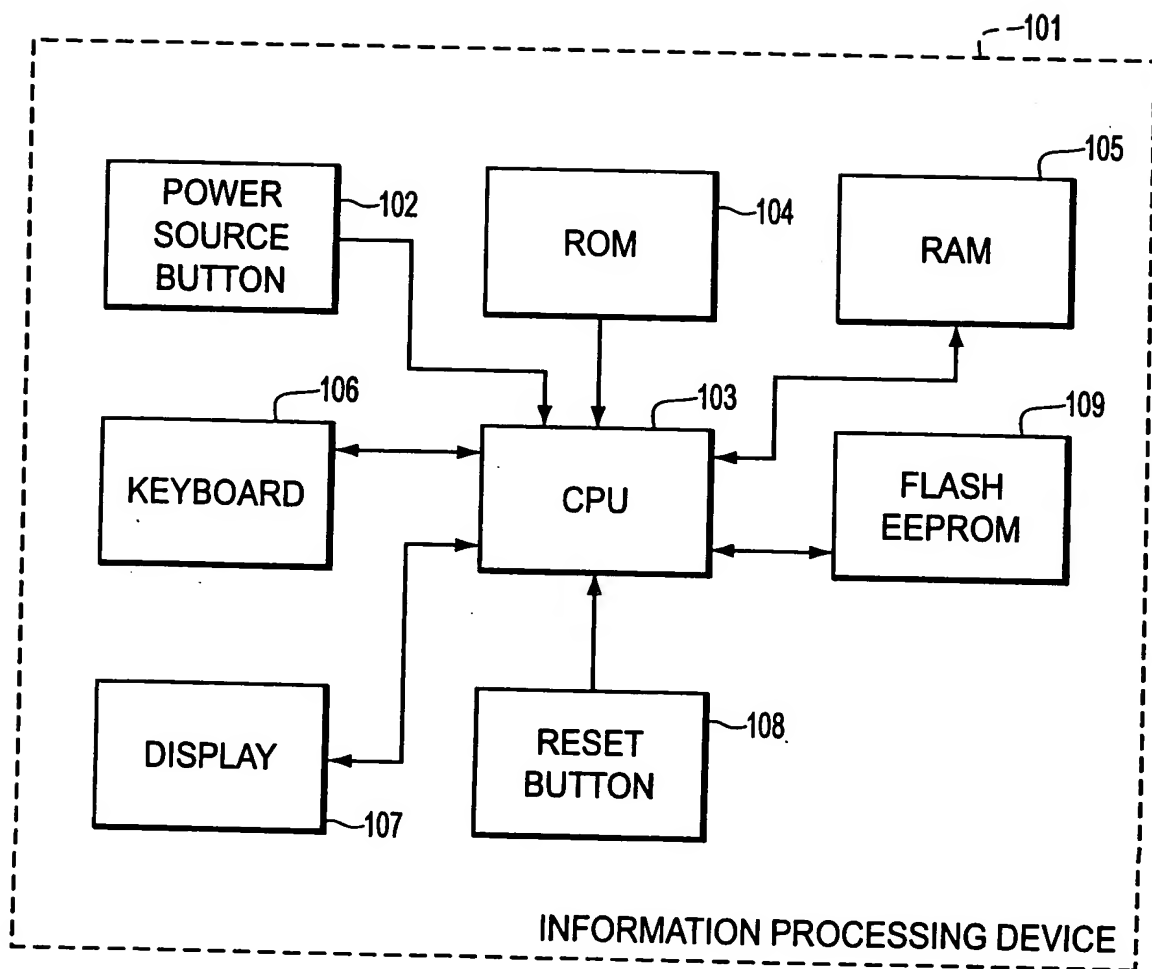 101
POWER
SOURCE
BUTTON
102
ROM
104
RAM
105
KEYBOARD
106
CPU
103
FLASH
EEPROM
109
DISPLAY
107
RESET
BUTTON
108
INFORMATION PROCESSING DEVICE